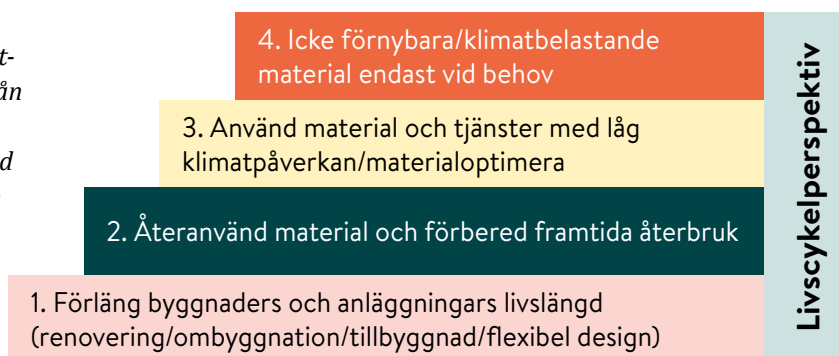 t-
ån
d
4. Icke förnybara/klimatbelastande
material endast vid behov
3. Använd material och tjänster med låg
klimatpåverkan/materialoptimera
2. Återanvänd material och förbered framtida återbruk
1. Förläng byggnaders och anläggningars livslängd
(renovering/ombyggnation/tillbyggnad/flexibel design)
Livscykelperspektiv